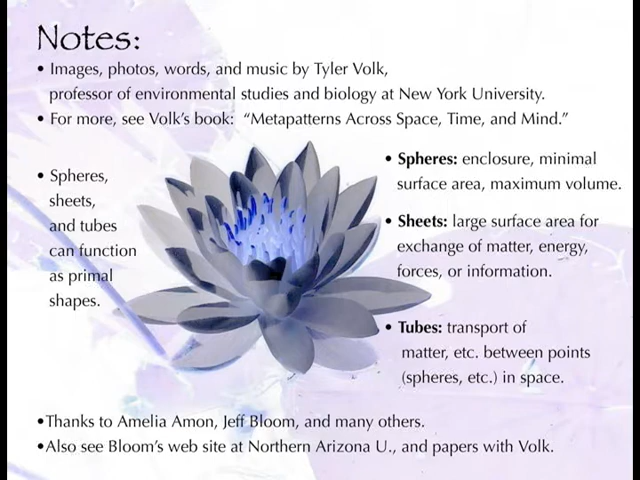 Notes:
• Images, photos, words, and music by Tyler Volk,
professor of environmental studies and biology at New York University.
• For more, see Volk's book: "Metapatterns Across Space, Time, and Mind."
• Spheres,
sheets,
and tubes
can function
as primal
shapes.
• Spheres: enclosure, minimal
surface area, maximum volume.
• Sheets: large surface area for
exchange of matter, energy,
forces, or information.
• Tubes: transport of
matter, etc. between points
(spheres, etc.) in space.
•Thanks to Amelia Amon, Jeff Bloom, and many others.
•Also see Bloom's web site at Northern Arizona U., and papers with Volk.